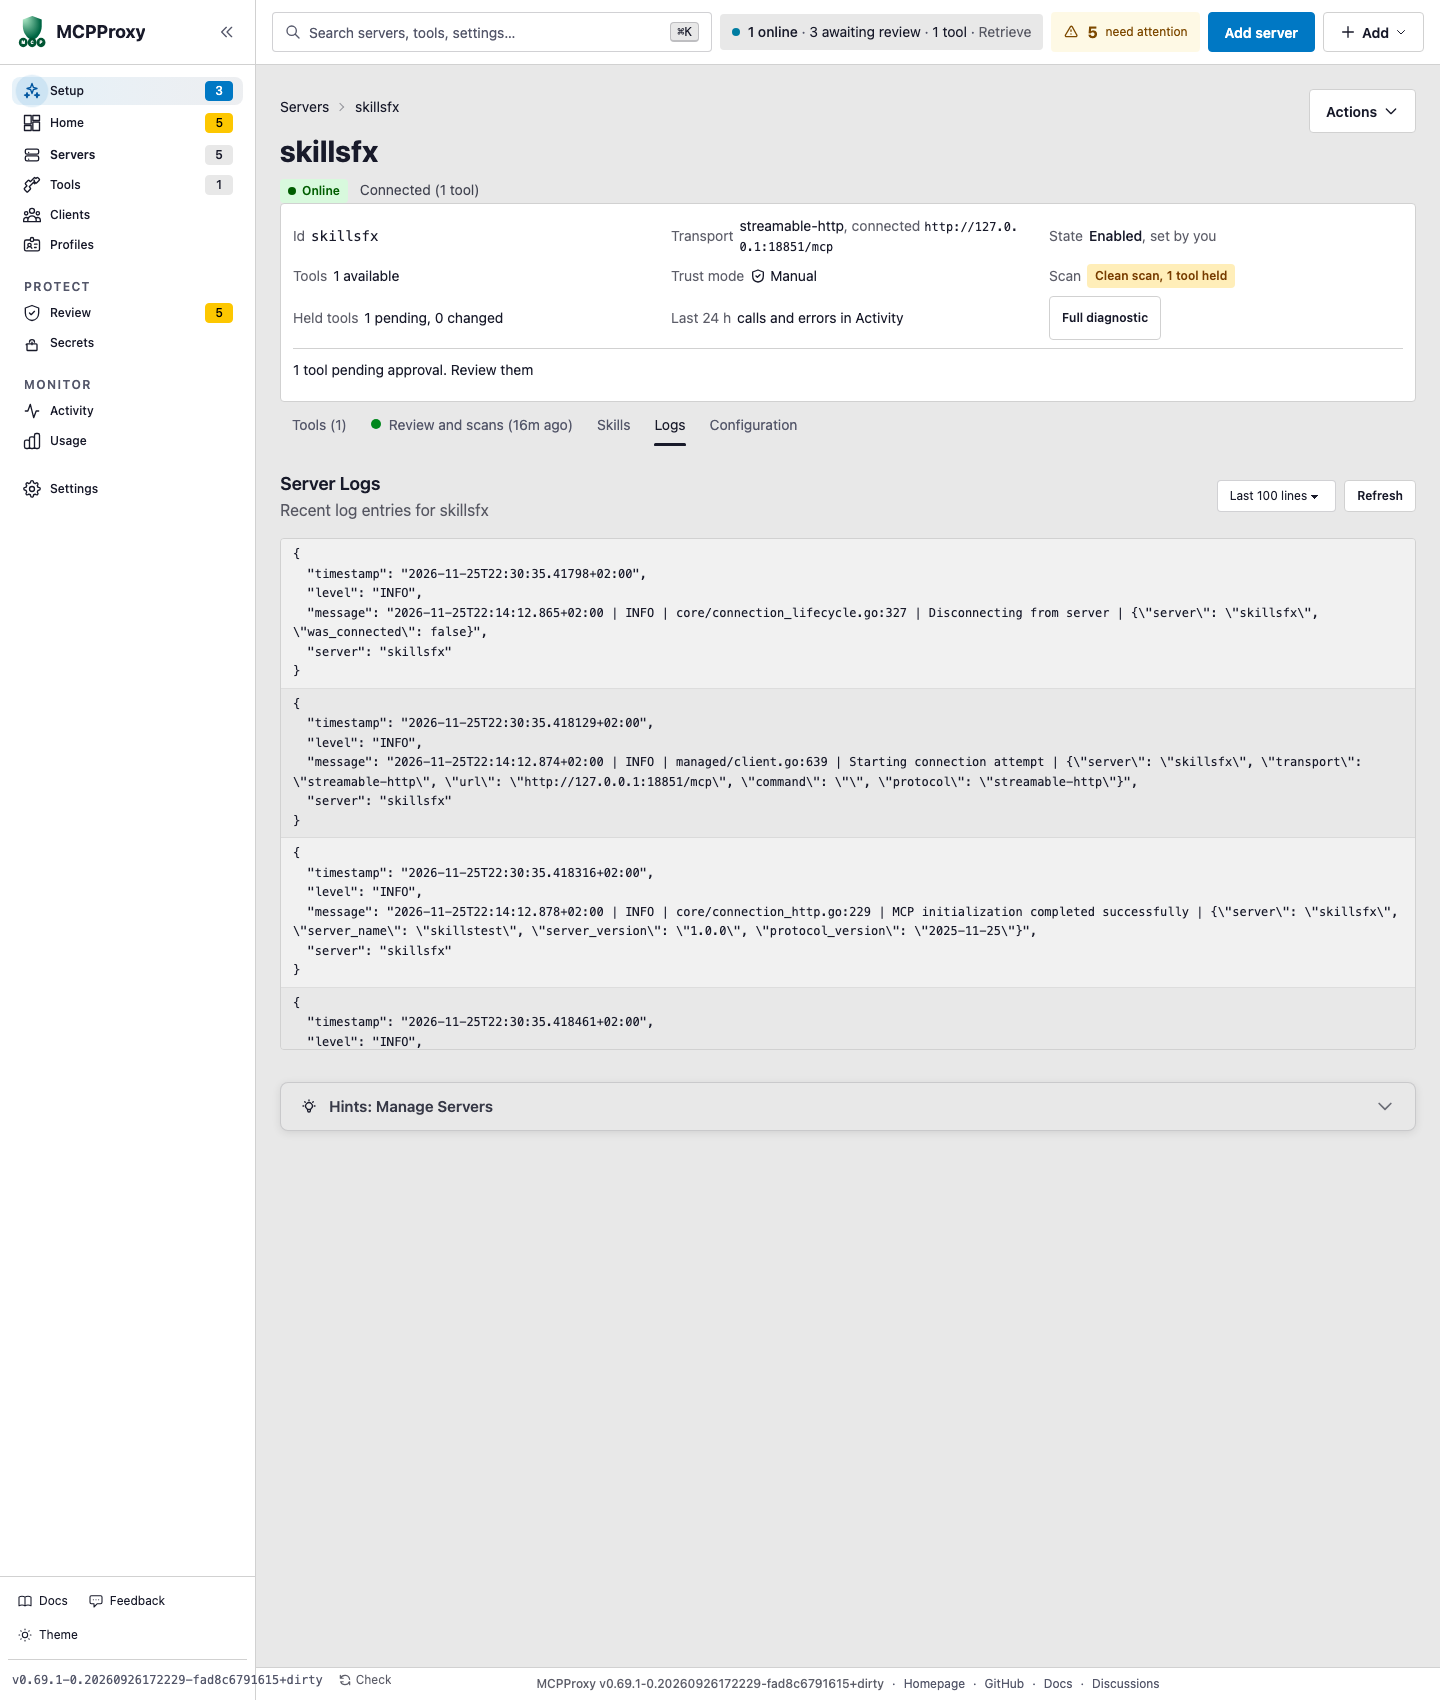 MCPProxy
Search servers, tools, settings...
⌘K
1 online · 3 awaiting review · 1 tool · Retrieve
5 need attention
Add server
Add
Setup 3
Home 5
Servers 5
Tools 1
Clients
Profiles
PROTECT
Review 5
Secrets
MONITOR
Activity
Usage
Settings
Servers > skillsfx
Actions
skillsfx
Online Connected (1 tool)
Id skillsfx
Transport streamable-http, connected http://127.0.
0.1:18851/mcp
State Enabled, set by you
Tools 1 available
Trust mode Manual
Scan Clean scan, 1 tool held
Held tools 1 pending, 0 changed
Last 24 h calls and errors in Activity
Full diagnostic
1 tool pending approval. Review them
Tools (1) Review and scans (16m ago) Skills Logs Configuration
Server Logs
Recent log entries for skillsfx
Last 100 lines
Refresh
{
"timestamp": "2026-11-25T22:30:35.41798+02:00",
"level": "INFO",
"message": "2026-11-25T22:14:12.865+02:00 | INFO | core/connection_lifecycle.go:327 | Disconnecting from server | {\"server\": \"skillsfx\",
\"was_connected\": false}",
"server": "skillsfx"
}
{
"timestamp": "2026-11-25T22:30:35.418129+02:00",
"level": "INFO",
"message": "2026-11-25T22:14:12.874+02:00 | INFO | managed/client.go:639 | Starting connection attempt | {\"server\": \"skillsfx\", \"transport\":
\"streamable-http\", \"url\": \"http://127.0.0.1:18851/mcp\", \"command\": \"\", \"protocol\": \"streamable-http\"}",
"server": "skillsfx"
}
{
"timestamp": "2026-11-25T22:30:35.418316+02:00",
"level": "INFO",
"message": "2026-11-25T22:14:12.878+02:00 | INFO | core/connection_http.go:229 | MCP initialization completed successfully | {\"server\": \"skillsfx\",
\"server_name\": \"skillstest\", \"server_version\": \"1.0.0\", \"protocol_version\": \"2025-11-25\"}",
"server": "skillsfx"
}
{
"timestamp": "2026-11-25T22:30:35.418461+02:00",
"level": "INFO",
Hints: Manage Servers
Docs
Feedback
Theme
v0.69.1-0.20260926172229-fad8c6791615+dirty Check
MCPProxy v0.69.1-0.20260926172229-fad8c6791615+dirty · Homepage · GitHub · Docs · Discussions